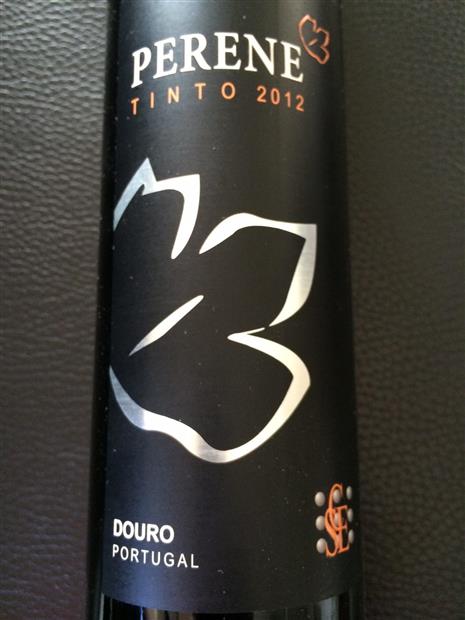 PERENE
TINTO 2012
DOURO
PORTUGAL